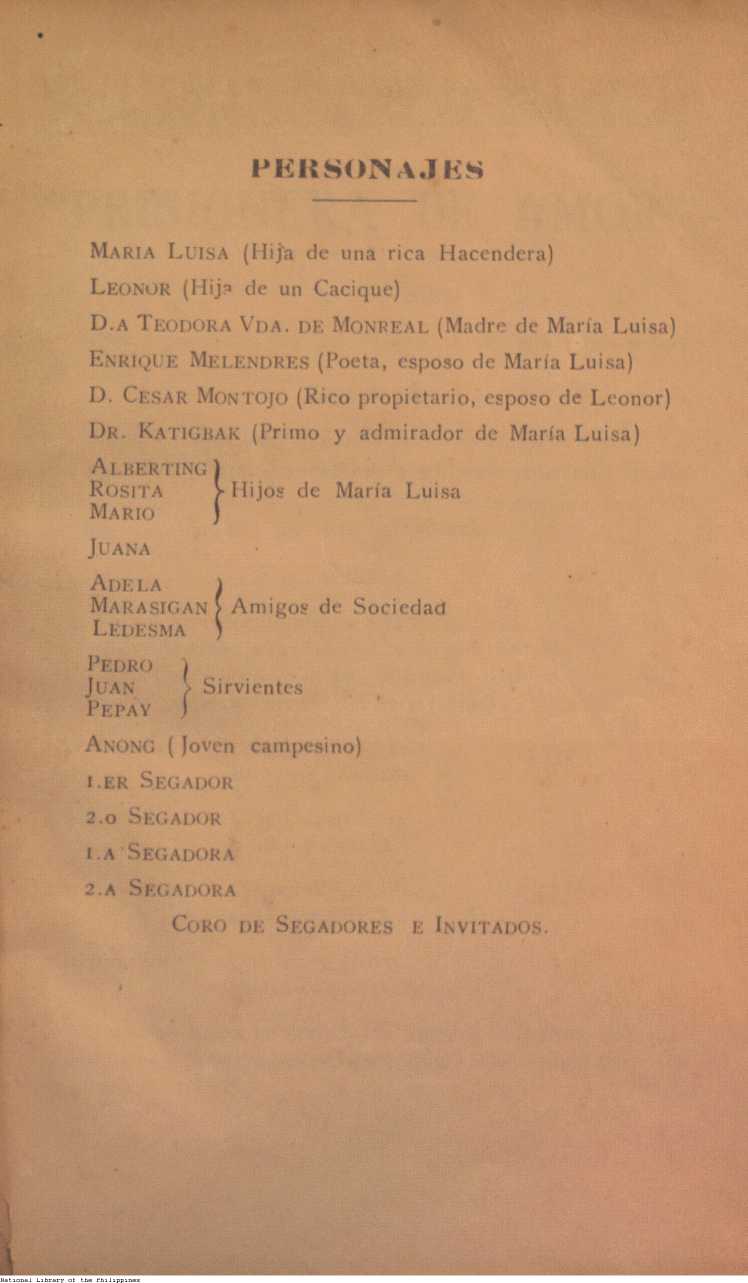 PERSONAJES
MARIA LUISA (Hija de una rica Hacendera)
LEONOR (Hija de un Cacique)
D.A TEODORA VDA. DE MONREAL (Madre de María Luisa)
ENRIQUE MELENDRES (Poeta, esposo de María Luisa)
D. CESAR MONTOJO (Rico propietario, esposo de Leonor)
DR. KATIGBAK (Primo y admirador de María Luisa)
ALBERTING
ROSITA } Hijos de María Luisa
MARIO
JUANA
ADELA
MARASIGAN } Amigos de Sociedad
LEDESMA
PEDRO
JUAN } Sirvientes
PEPAY
ANONG (Joven campesino)
1.ER SEGADOR
2.O SEGADOR
1.A SEGADORA
2.A SEGADORA
CORO DE SEGADORES E INVITADOS.
National Library of the Philippines